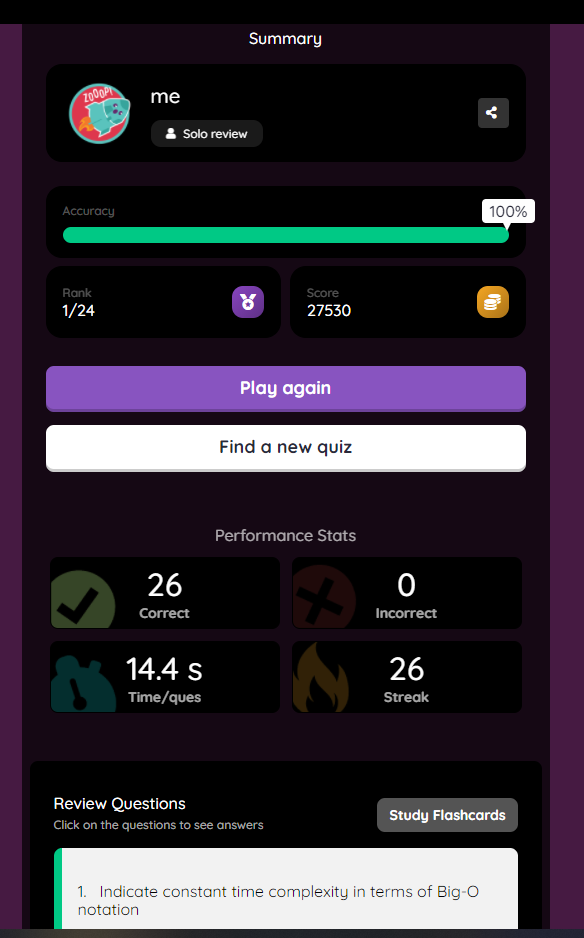 Summary
ZOOOP!
me
Solo review
Accuracy
100%
Rank
1/24
Score
27530
Play again
Find a new quiz
Performance Stats
26
Correct
0
Incorrect
14.4 s
Time/ques
26
Streak
Review Questions
Click on the questions to see answers
Study Flashcards
1. Indicate constant time complexity in terms of Big-O
notation